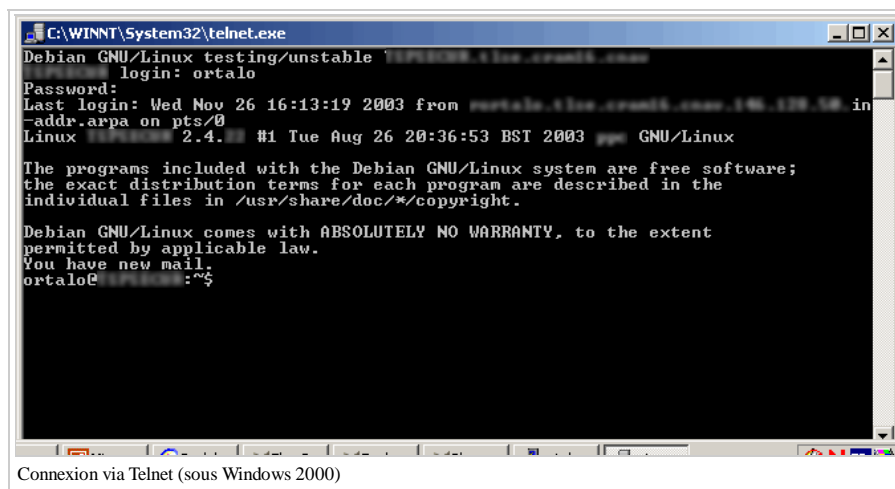 C:\WINNT\System32\telnet.exe
Debian GNU/Linux testing/unstable
login: ortalo
Password:
Last login: Wed Nov 26 16:13:19 2003 from in
-addr.arpa on pts/0
Linux 2.4. #1 Tue Aug 26 20:36:53 BST 2003 GNU/Linux
The programs included with the Debian GNU/Linux system are free software;
the exact distribution terms for each program are described in the
individual files in /usr/share/doc/*/copyright.
Debian GNU/Linux comes with ABSOLUTELY NO WARRANTY, to the extent
permitted by applicable law.
You have new mail.
ortalo@ :~$
Connexion via Telnet (sous Windows 2000)